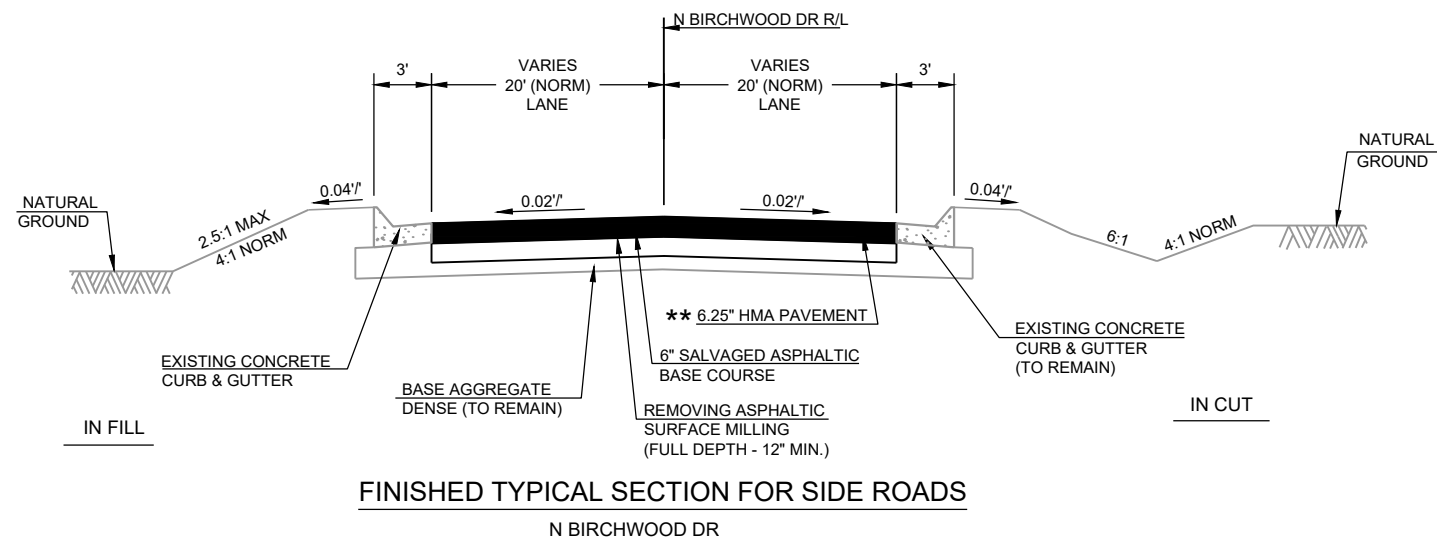 N BIRCHWOOD DR R/L
3'
VARIES
20' (NORM)
LANE
VARIES
20' (NORM)
LANE
3'
NATURAL
GROUND
2.5:1 MAX
4:1 NORM
0.04'/'
0.02'/'
0.02'/'
0.04'/'
6:1
4:1 NORM
NATURAL
GROUND
** 6.25" HMA PAVEMENT
EXISTING CONCRETE
CURB & GUTTER
BASE AGGREGATE
DENSE (TO REMAIN)
6" SALVAGED ASPHALTIC
BASE COURSE
REMOVING ASPHALTIC
SURFACE MILLING
(FULL DEPTH - 12" MIN.)
EXISTING CONCRETE
CURB & GUTTER
(TO REMAIN)
IN FILL
IN CUT
FINISHED TYPICAL SECTION FOR SIDE ROADS
N BIRCHWOOD DR